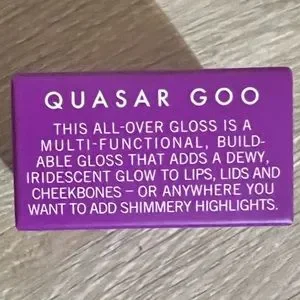 QUASAR GOO
THIS ALL-OVER GLOSS IS A
MULTI-FUNCTIONAL, BUILD-
ABLE GLOSS THAT ADDS A DEWY,
IRIDESCENT GLOW TO LIPS, LIDS AND
CHEEKBONES – OR ANYWHERE YOU
WANT TO ADD SHIMMERY HIGHLIGHTS.